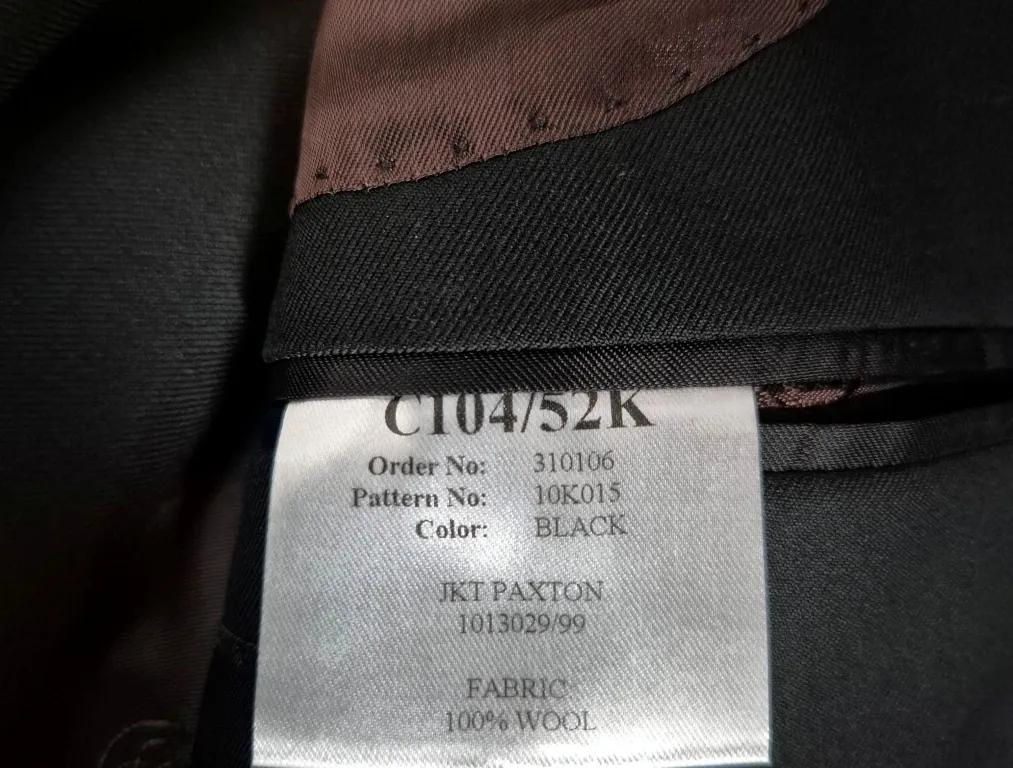 C104/52K
Order No: 310106
Pattern No: 10K015
Color: BLACK
JKT PAXTON
1013029/99
FABRIC
100% WOOL